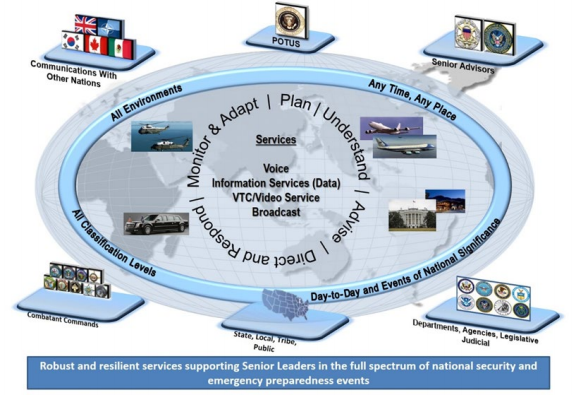 POTUS
Communications With
Other Nations
Senior Advisors
All Environments
Any Time, Any Place
Monitor & Adapt | Plan | Understand | Advise | Direct and Respond |
Services
Voice
Information Services (Data)
VTC/Video Service
Broadcast
All Classification Levels
Day-to-Day and Events of National Significance
Combatant Commands
State, Local, Tribe,
Public
Departments, Agencies, Legislative
Judicial
Robust and resilient services supporting Senior Leaders in the full spectrum of national security and
emergency preparedness events